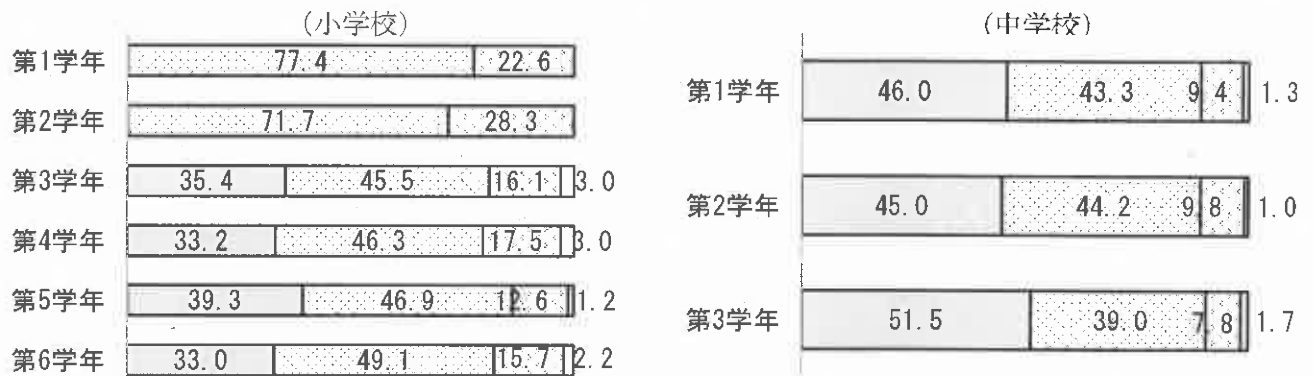 (小学校)
第1学年 77.4 22.6
第2学年 71.7 28.3
第3学年 35.4 45.5 16.1 3.0
第4学年 33.2 46.3 17.5 3.0
第5学年 39.3 46.9 12.6 1.2
第6学年 33.0 49.1 15.7 2.2
(中学校)
第1学年 46.0 43.3 9.4 1.3
第2学年 45.0 44.2 9.8 1.0
第3学年 51.5 39.0 7.8 1.7